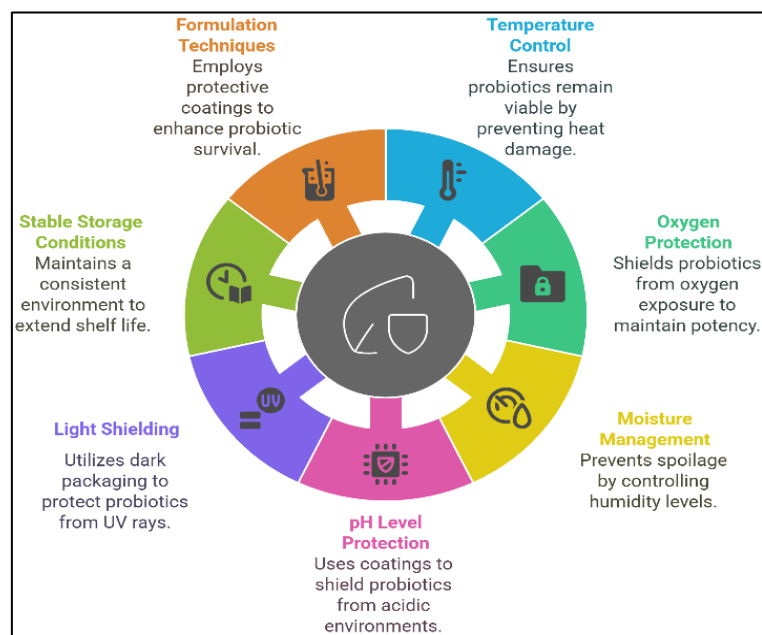 Formulation
Techniques
Employs
protective
coatings to
enhance probiotic
survival.
Temperature
Control
Ensures
probiotics remain
viable by
preventing heat
damage.
Oxygen
Protection
Shields probiotics
from oxygen
exposure to
maintain potency.
Moisture
Management
Prevents spoilage
by controlling
humidity levels.
pH Level
Protection
Uses coatings to
shield probiotics
from acidic
environments.
Light Shielding
Utilizes dark
packaging to
protect probiotics
from UV rays.
UV
Stable Storage
Conditions
Maintains a
consistent
environment to
extend shelf life.